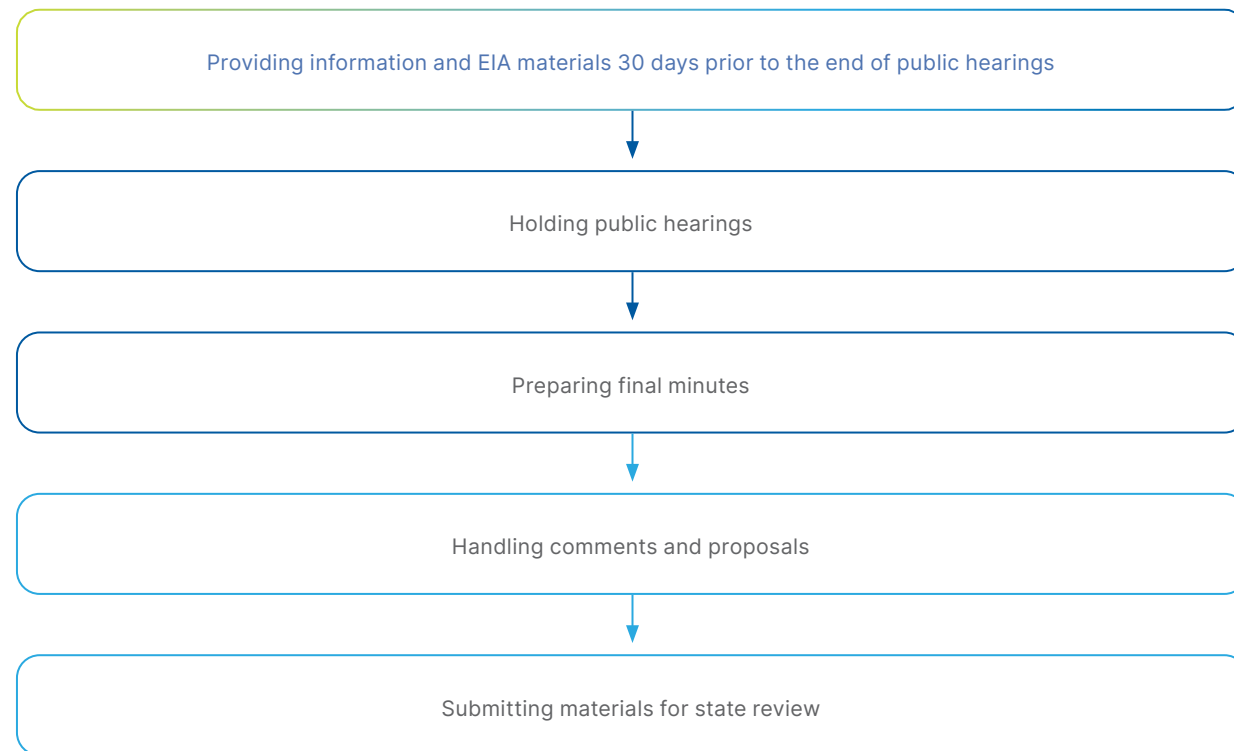 Providing information and EIA materials 30 days prior to the end of public hearings
Holding public hearings
Preparing final minutes
Handling comments and proposals
Submitting materials for state review